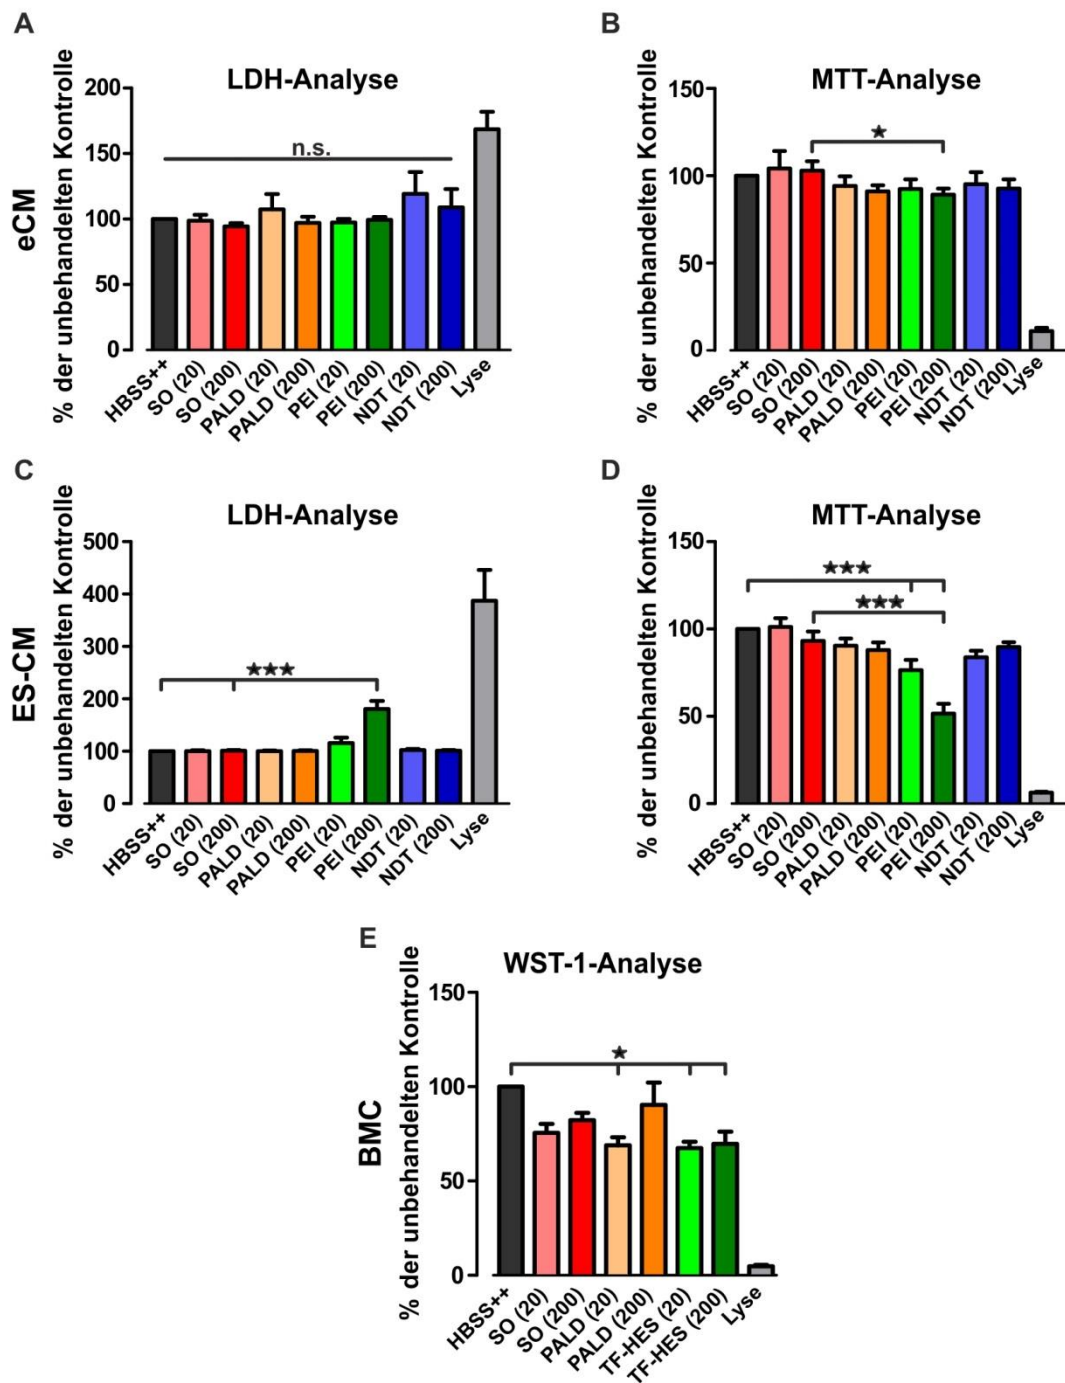 A
LDH-Analyse
eCM
% der unbehandelten Kontrolle
200
150
100
50
0
n.s.
HBSS++
SO (20)
SO (200)
PALD (20)
PALD (200)
PEI (20)
PEI (200)
NDT (20)
NDT (200)
Lyse
B
MTT-Analyse
% der unbehandelten Kontrolle
150
100
50
0
★
HBSS++
SO (20)
SO (200)
PALD (20)
PALD (200)
PEI (20)
PEI (200)
NDT (20)
NDT (200)
Lyse
C
LDH-Analyse
ES-CM
% der unbehandelten Kontrolle
500
400
300
200
100
0
★★★
HBSS++
SO (20)
SO (200)
PALD (20)
PALD (200)
PEI (20)
PEI (200)
NDT (20)
NDT (200)
Lyse
D
MTT-Analyse
% der unbehandelten Kontrolle
150
100
50
0
★★★
★★★
HBSS++
SO (20)
SO (200)
PALD (20)
PALD (200)
PEI (20)
PEI (200)
NDT (20)
NDT (200)
Lyse
E
WST-1-Analyse
BMC
% der unbehandelten Kontrolle
150
100
50
0
★
HBSS++
SO (20)
SO (200)
PALD (20)
PALD (200)
TF-HES (20)
TF-HES (200)
Lyse